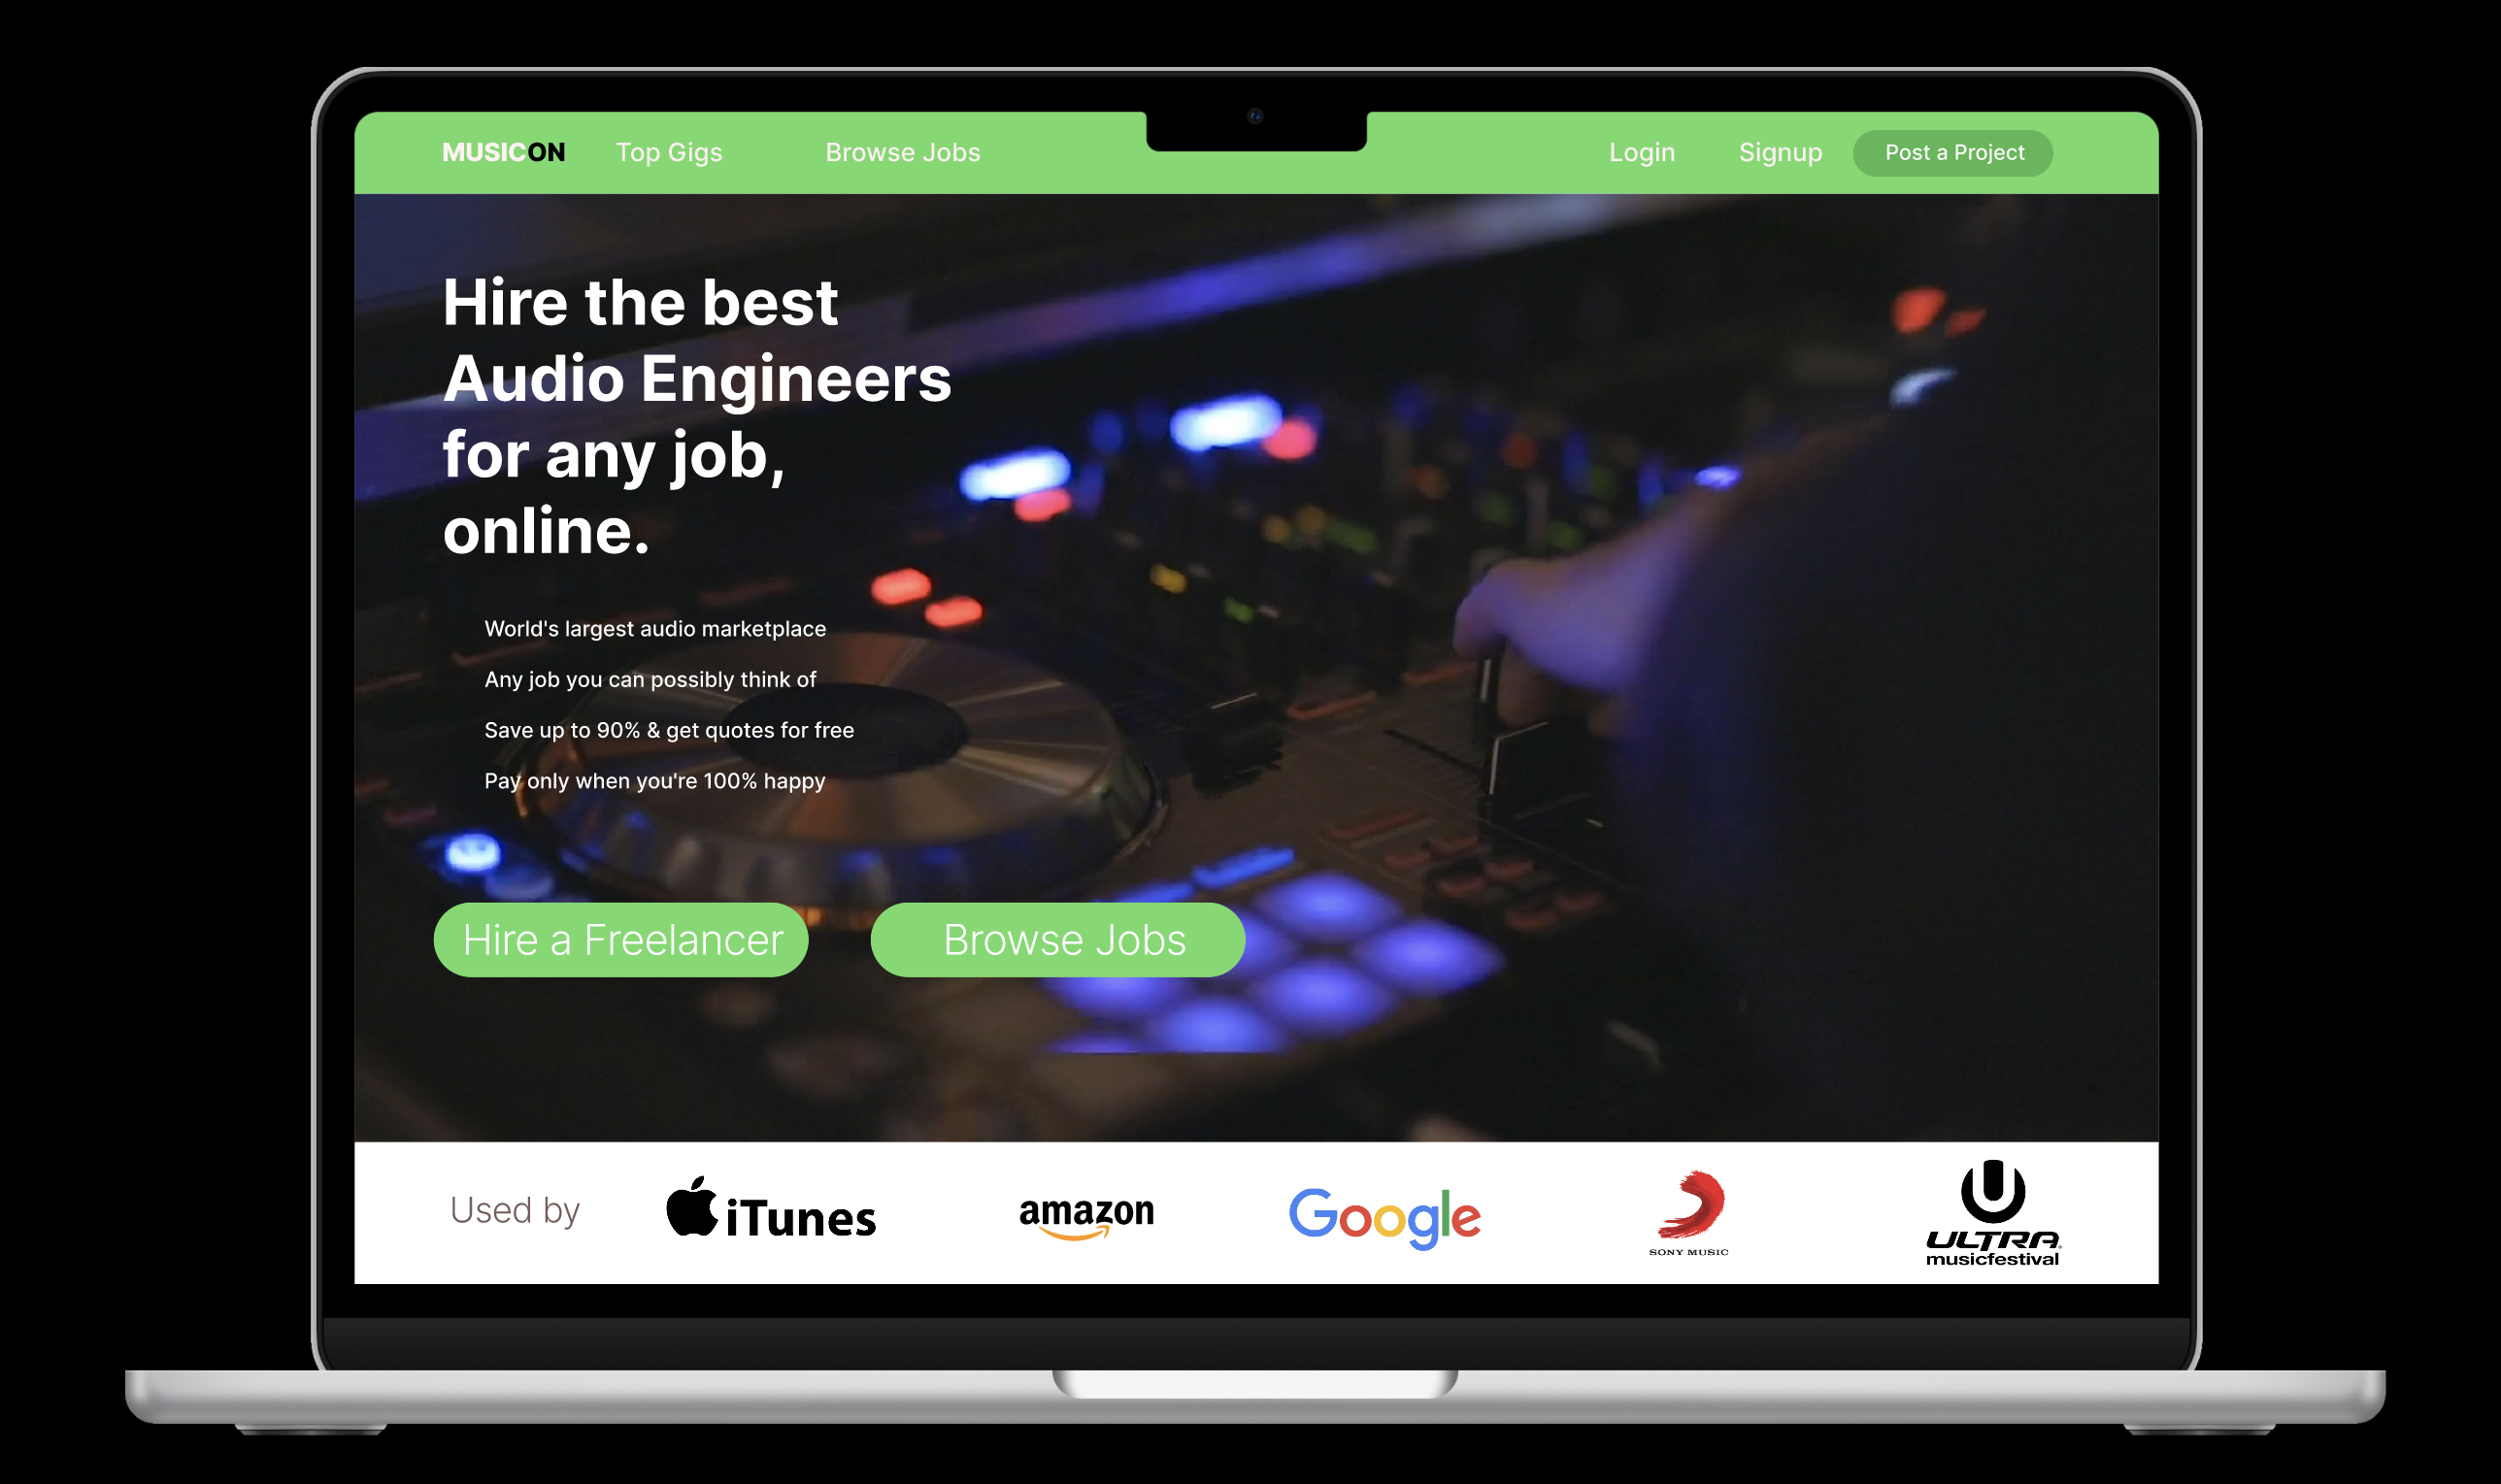 MUSICON Top Gigs Browse Jobs Login Signup Post a Project
Hire the best
Audio Engineers
for any job,
online.
World's largest audio marketplace
Any job you can possibly think of
Save up to 90% & get quotes for free
Pay only when you're 100% happy
Hire a Freelancer Browse Jobs
Used by iTunes amazon Google SONY MUSIC ULTRA musicfestival